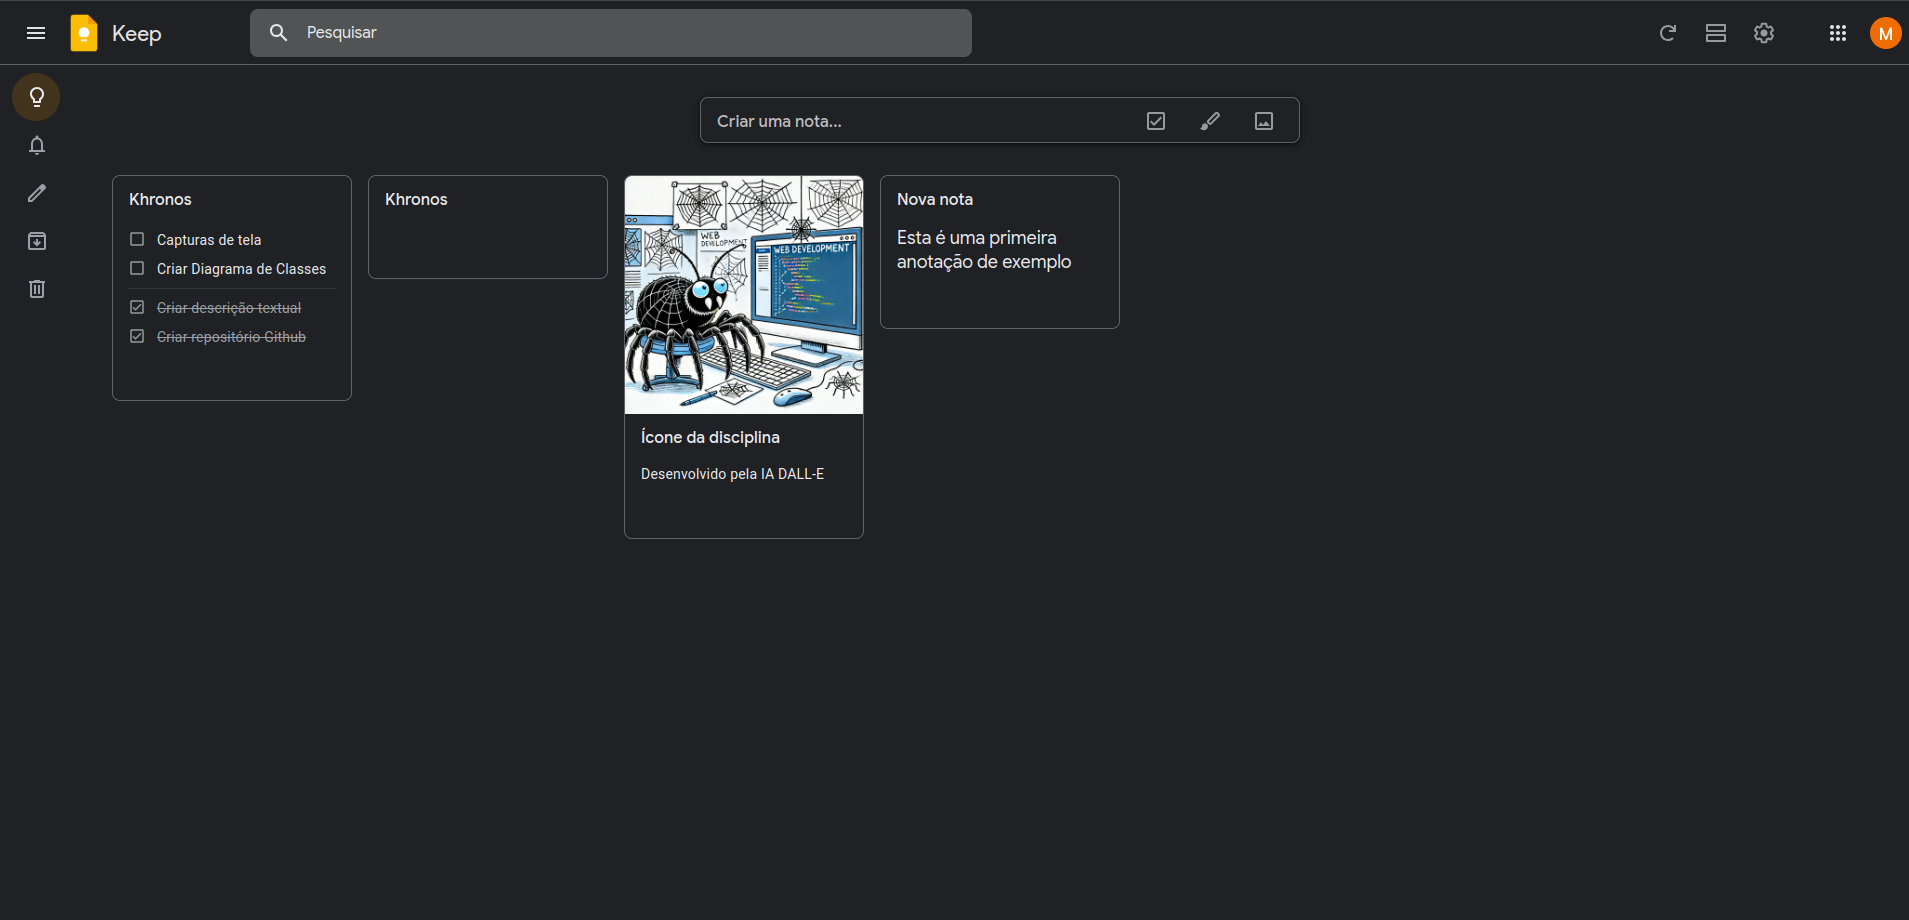 Keep
Pesquisar
M
Criar uma nota...
Khronos
Capturas de tela
Criar Diagrama de Classes
Criar descrição textual
Criar repositório Github
Khronos
WEB
DEVELOPMENT
WEB DEVELOPMENT
Ícone da disciplina
Desenvolvido pela IA DALL-E
Nova nota
Esta é uma primeira
anotação de exemplo